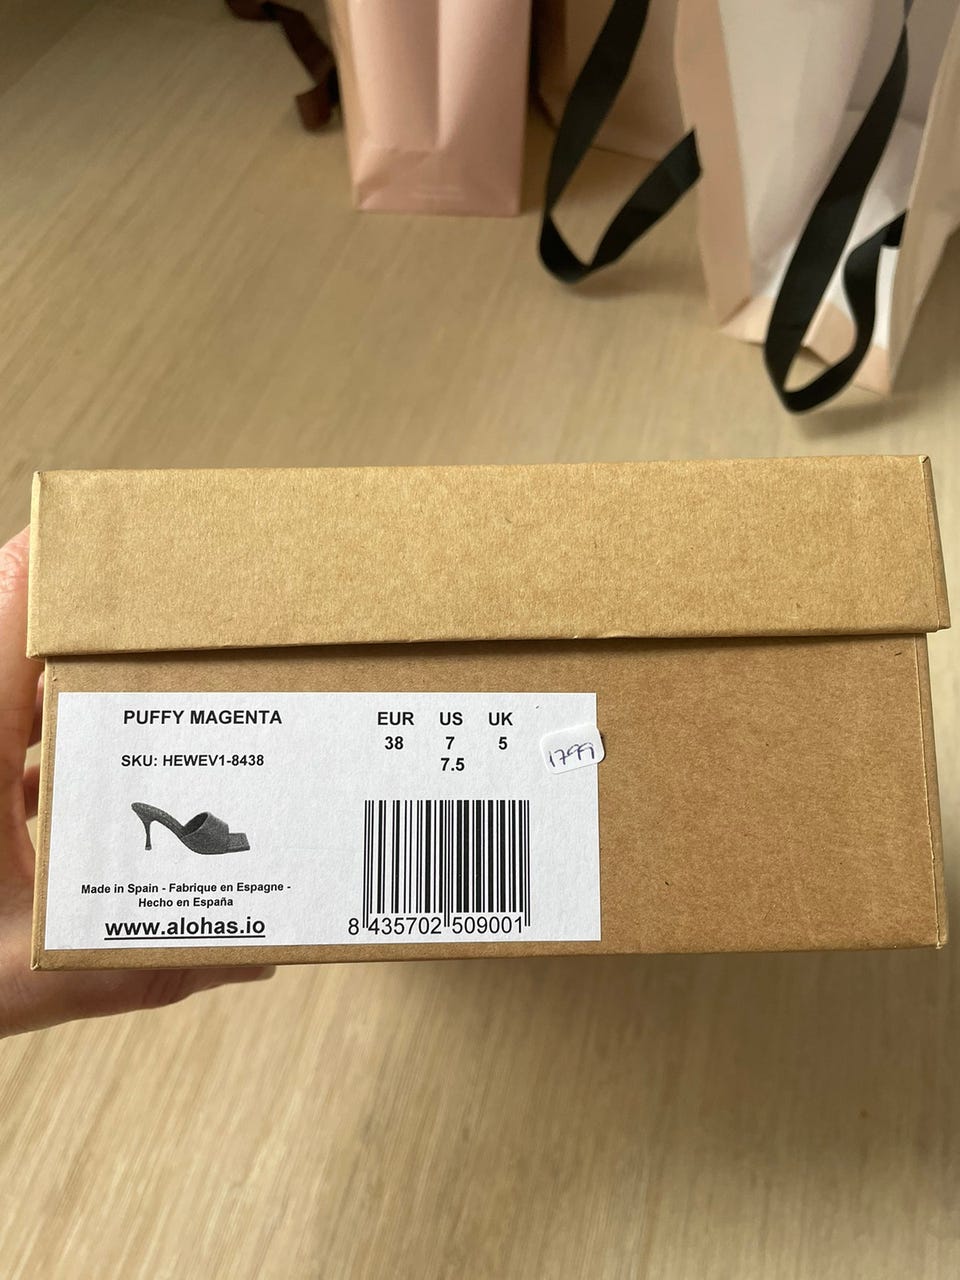 PUFFY MAGENTA
SKU: HEWEV1-8438
EUR US UK
38 7 5
7.5
1799
Made in Spain - Fabrique en Espagne -
Hecho en España
www.alohas.io
8 435702 509001